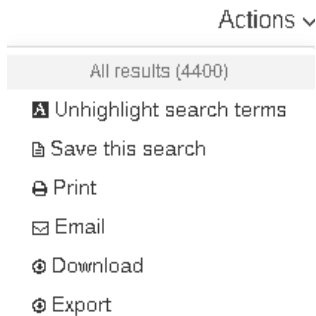 Actions
All results (4400)
A Unhighlight search terms
Save this search
Print
Email
Download
Export